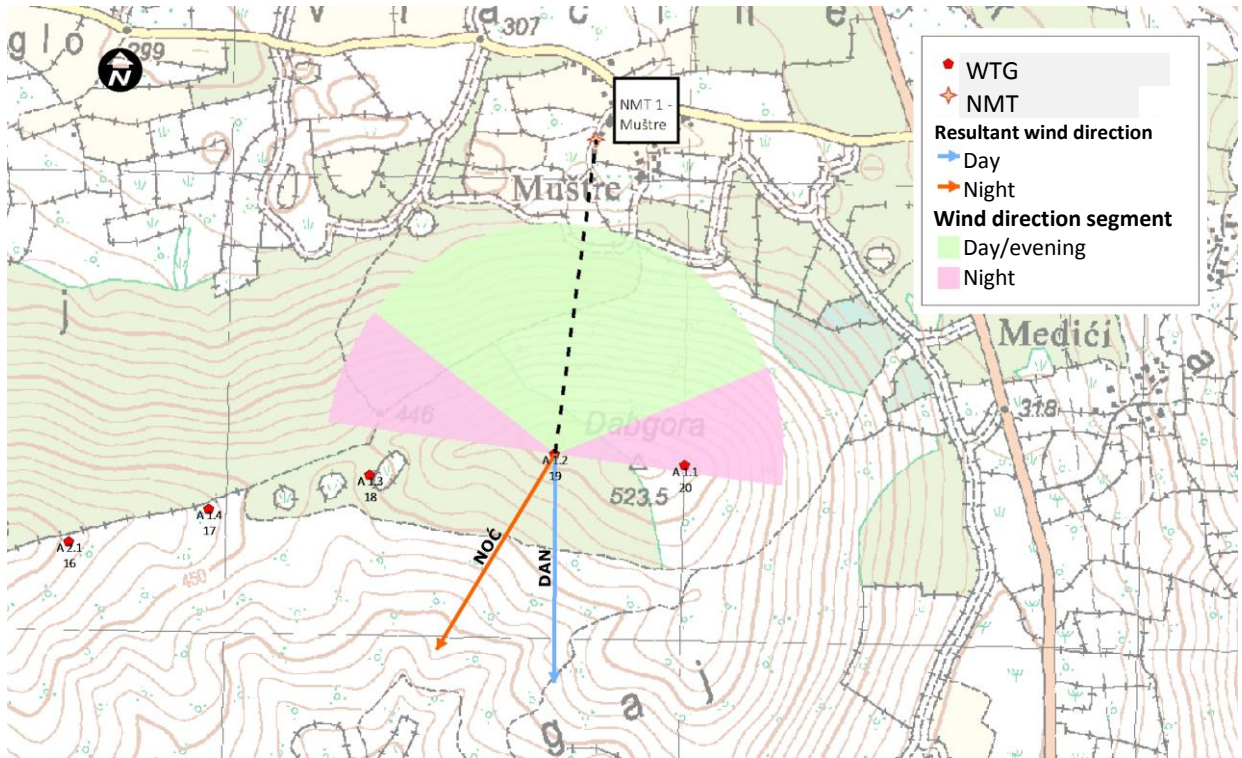 v l a č i n e
g l o
299
307
N
NMT 1 -
Muštre
WTG
NMT
Resultant wind direction
Day
Night
Wind direction segment
Day/evening
Night
Muštre
j
Medići
a
446
Dabgora
318
A 1.2
19
A 1.1
20
523.5
A 1.3
18
A 1.4
17
A 2.1
16
NOĆ
DAN
450
g a j